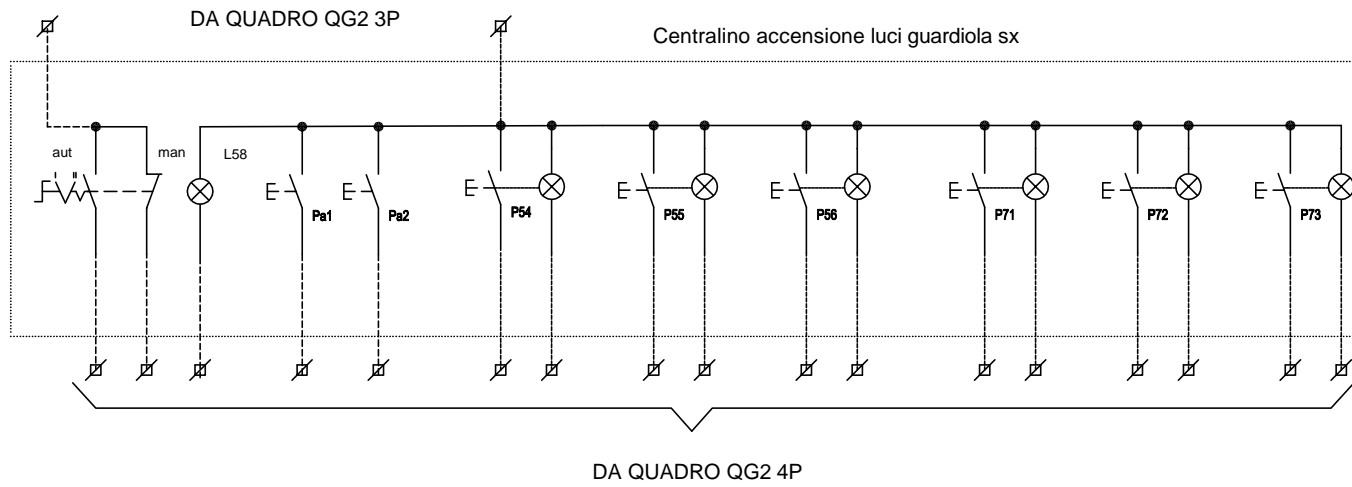 DA QUADRO QG2 3P
Centralino accensione luci guardiola sx
aut
man
L58
Pa1
Pa2
P54
P55
P56
P71
P72
P73
DA QUADRO QG2 4P